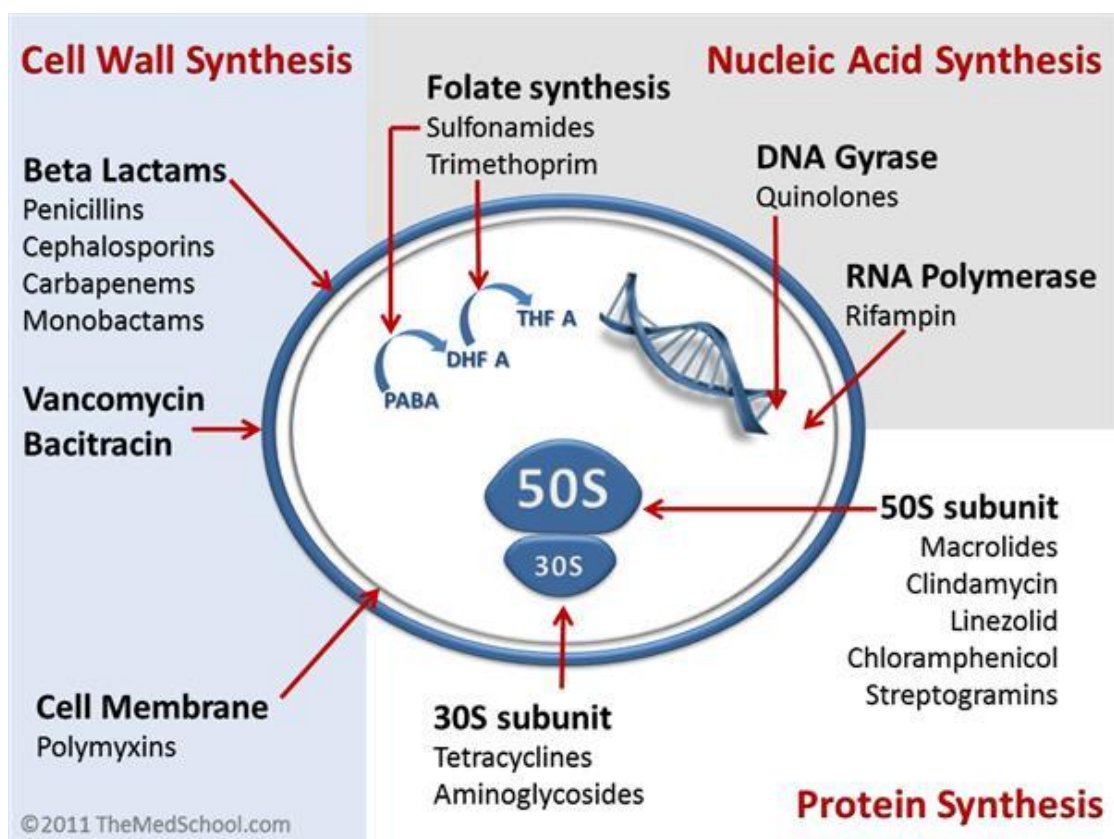 Cell Wall Synthesis
Beta Lactams
Penicillins
Cephalosporins
Carbapenems
Monobactams
Vancomycin
Bacitracin
Cell Membrane
Polymyxins
©2011 TheMedSchool.com
Nucleic Acid Synthesis
Folate synthesis
Sulfonamides
Trimethoprim
DNA Gyrase
Quinolones
RNA Polymerase
Rifampin
THF A
DHF A
PABA
50S
30S
50S subunit
Macrolides
Clindamycin
Linezolid
Chloramphenicol
Streptogramins
30S subunit
Tetracyclines
Aminoglycosides
Protein Synthesis